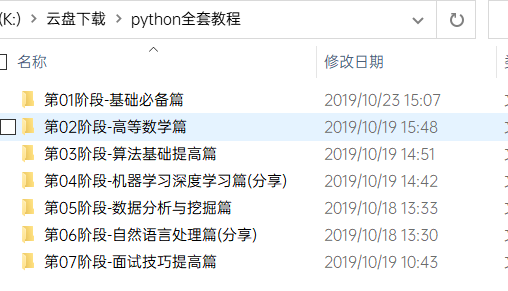 (K:) > 云盘下载 > python全套教程
名称 修改日期
第01阶段-基础必备篇 2019/10/23 15:07
第02阶段-高等数学篇 2019/10/19 15:48
第03阶段-算法基础提高篇 2019/10/19 14:51
第04阶段-机器学习深度学习篇(分享) 2019/10/19 14:42
第05阶段-数据分析与挖掘篇 2019/10/18 13:33
第06阶段-自然语言处理篇(分享) 2019/10/18 13:30
第07阶段-面试技巧提高篇 2019/10/19 10:43